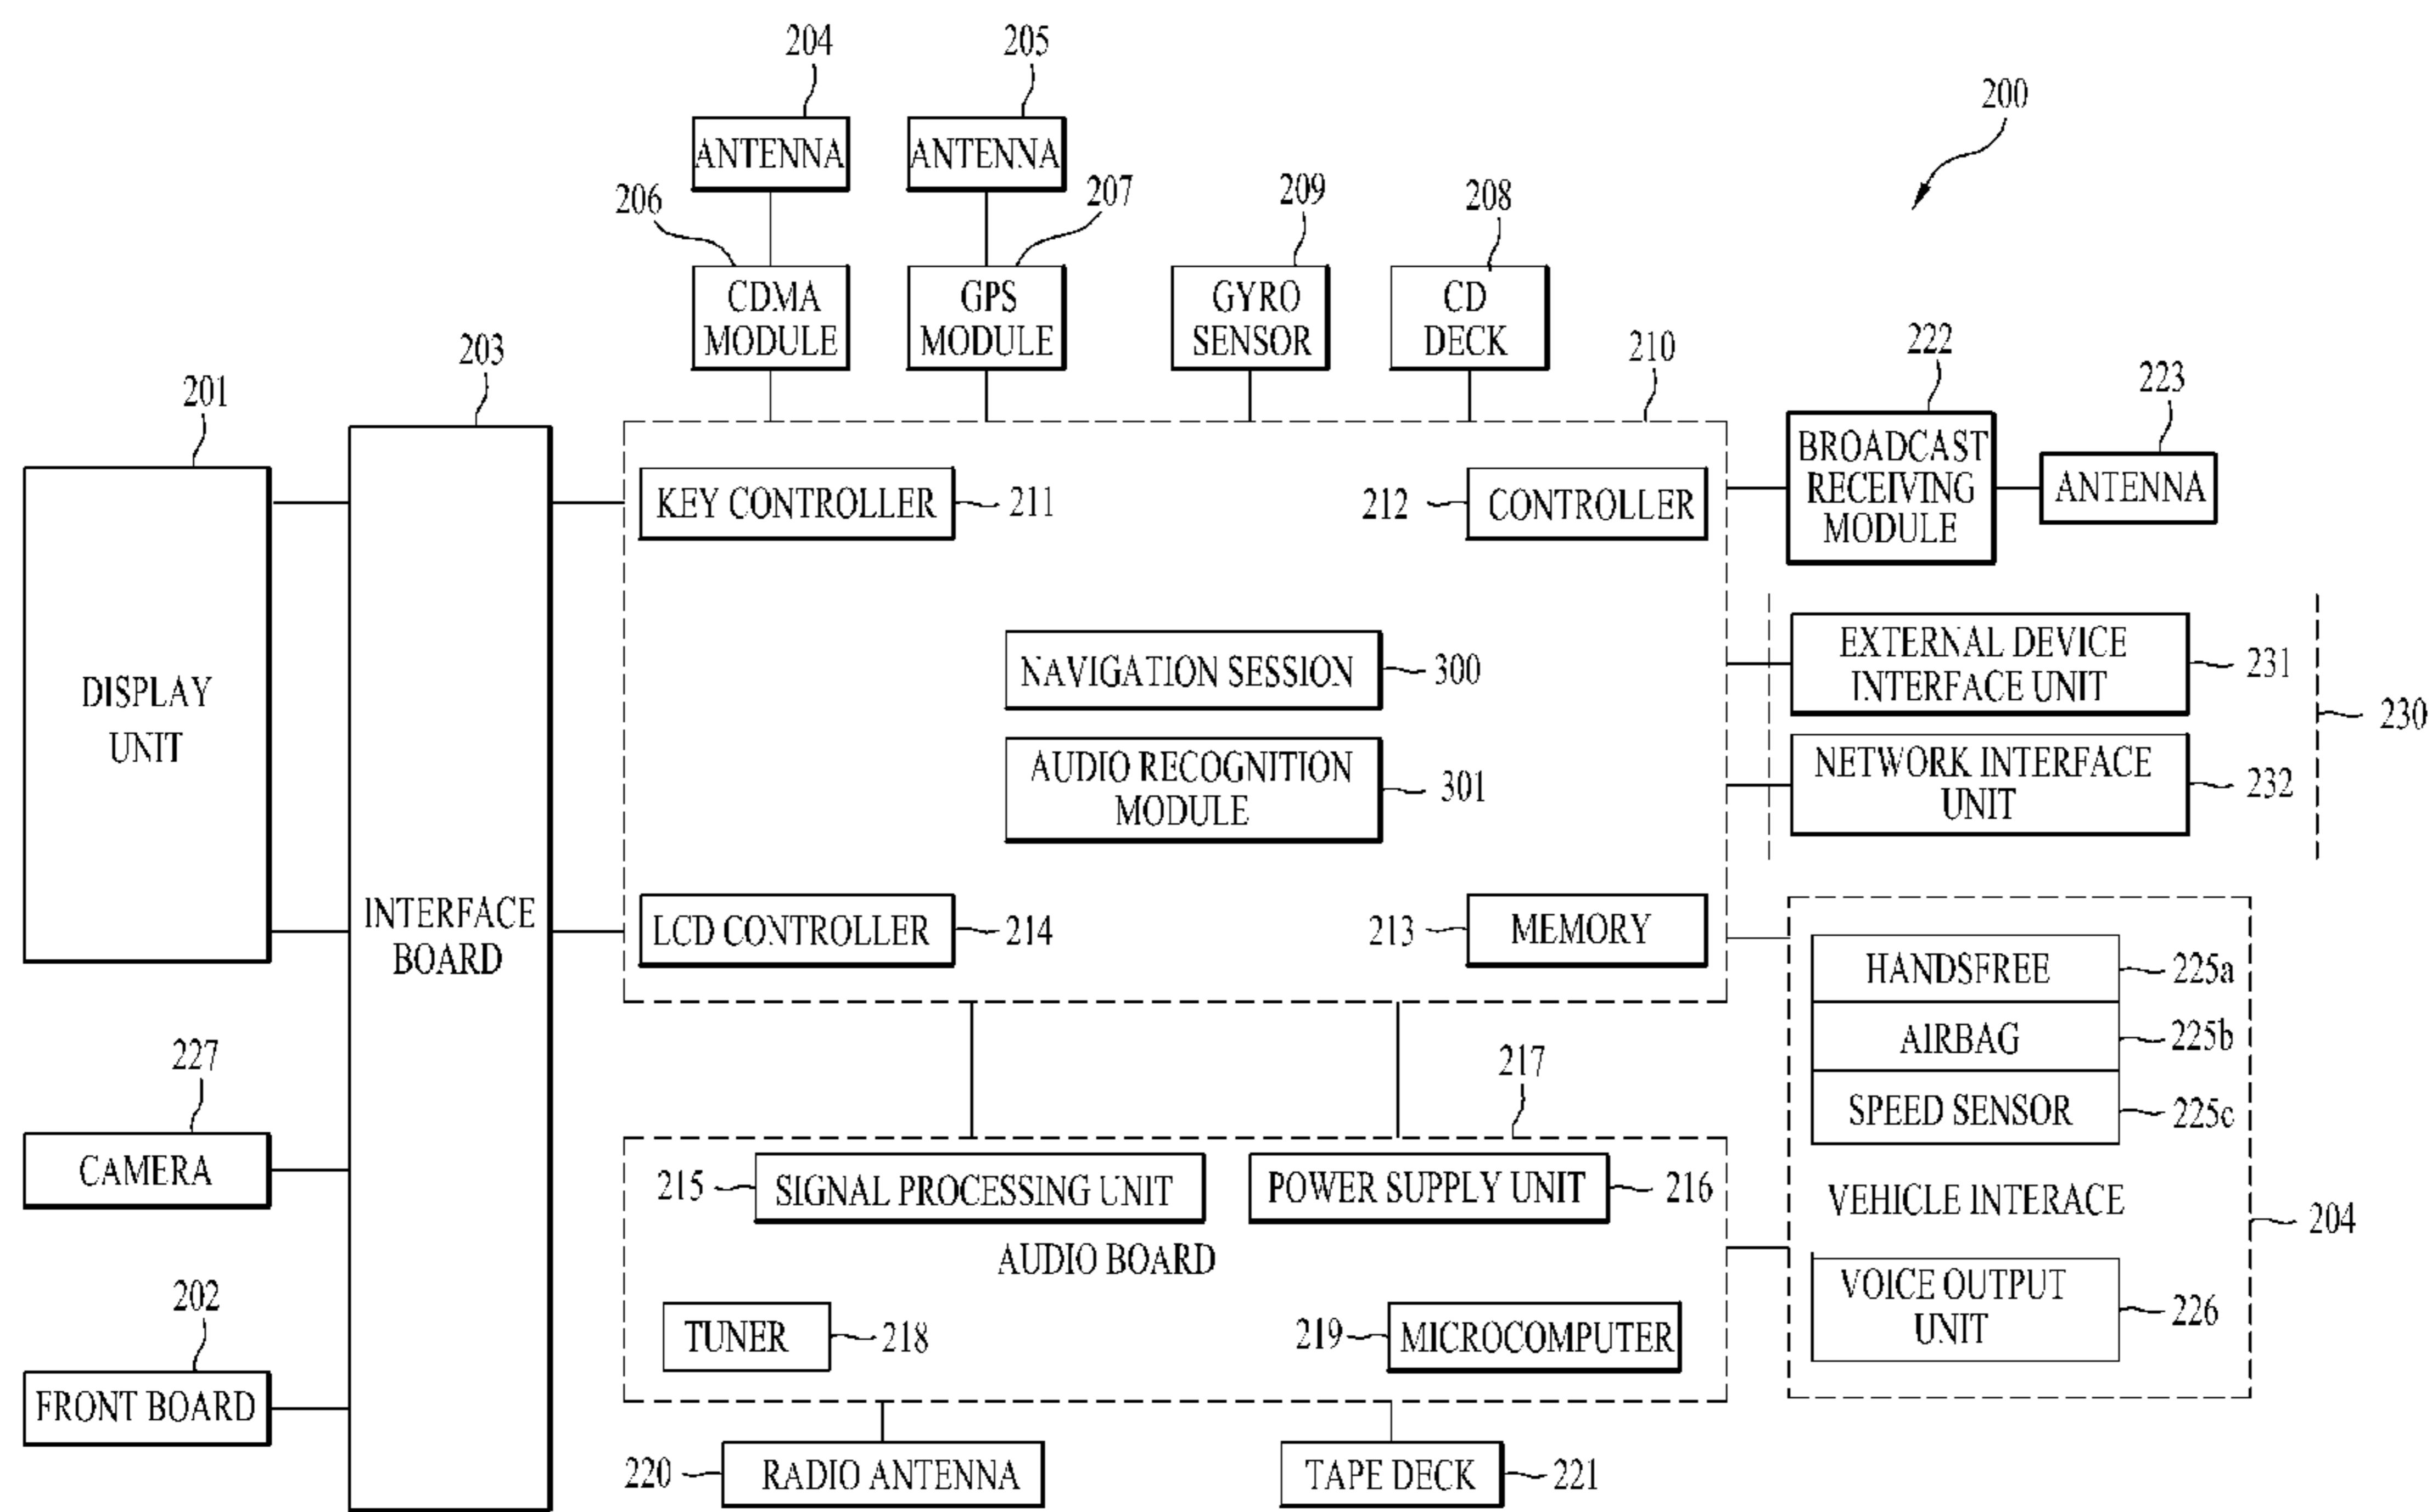 204
205
200
ANTENNA
ANTENNA
206
207
209
208
CDMA
MODULE
GPS
MODULE
GYRO
SENSOR
CD
DECK
203
210
222
201
223
BROADCAST
RECEIVING
MODULE
ANTENNA
KEY CONTROLLER
211
212
CONTROLLER
NAVIGATION SESSION
300
EXTERNAL DEVICE
INTERFACE UNIT
231
230
DISPLAY
UNIT
AUDIO RECOGNITION
MODULE
301
NETWORK INTERFACE
UNIT
232
INTERFACE
BOARD
LCD CONTROLLER
214
213
MEMORY
HANDSFREE
225a
AIRBAG
225b
SPEED SENSOR
225c
VEHICLE INTERACE
204
VOICE OUTPUT
UNIT
226
227
CAMERA
217
215
SIGNAL PROCESSING UNIT
POWER SUPPLY UNIT
216
AUDIO BOARD
202
FRONT BOARD
TUNER
218
219
MICROCOMPUTER
220
RADIO ANTENNA
TAPE DECK
221